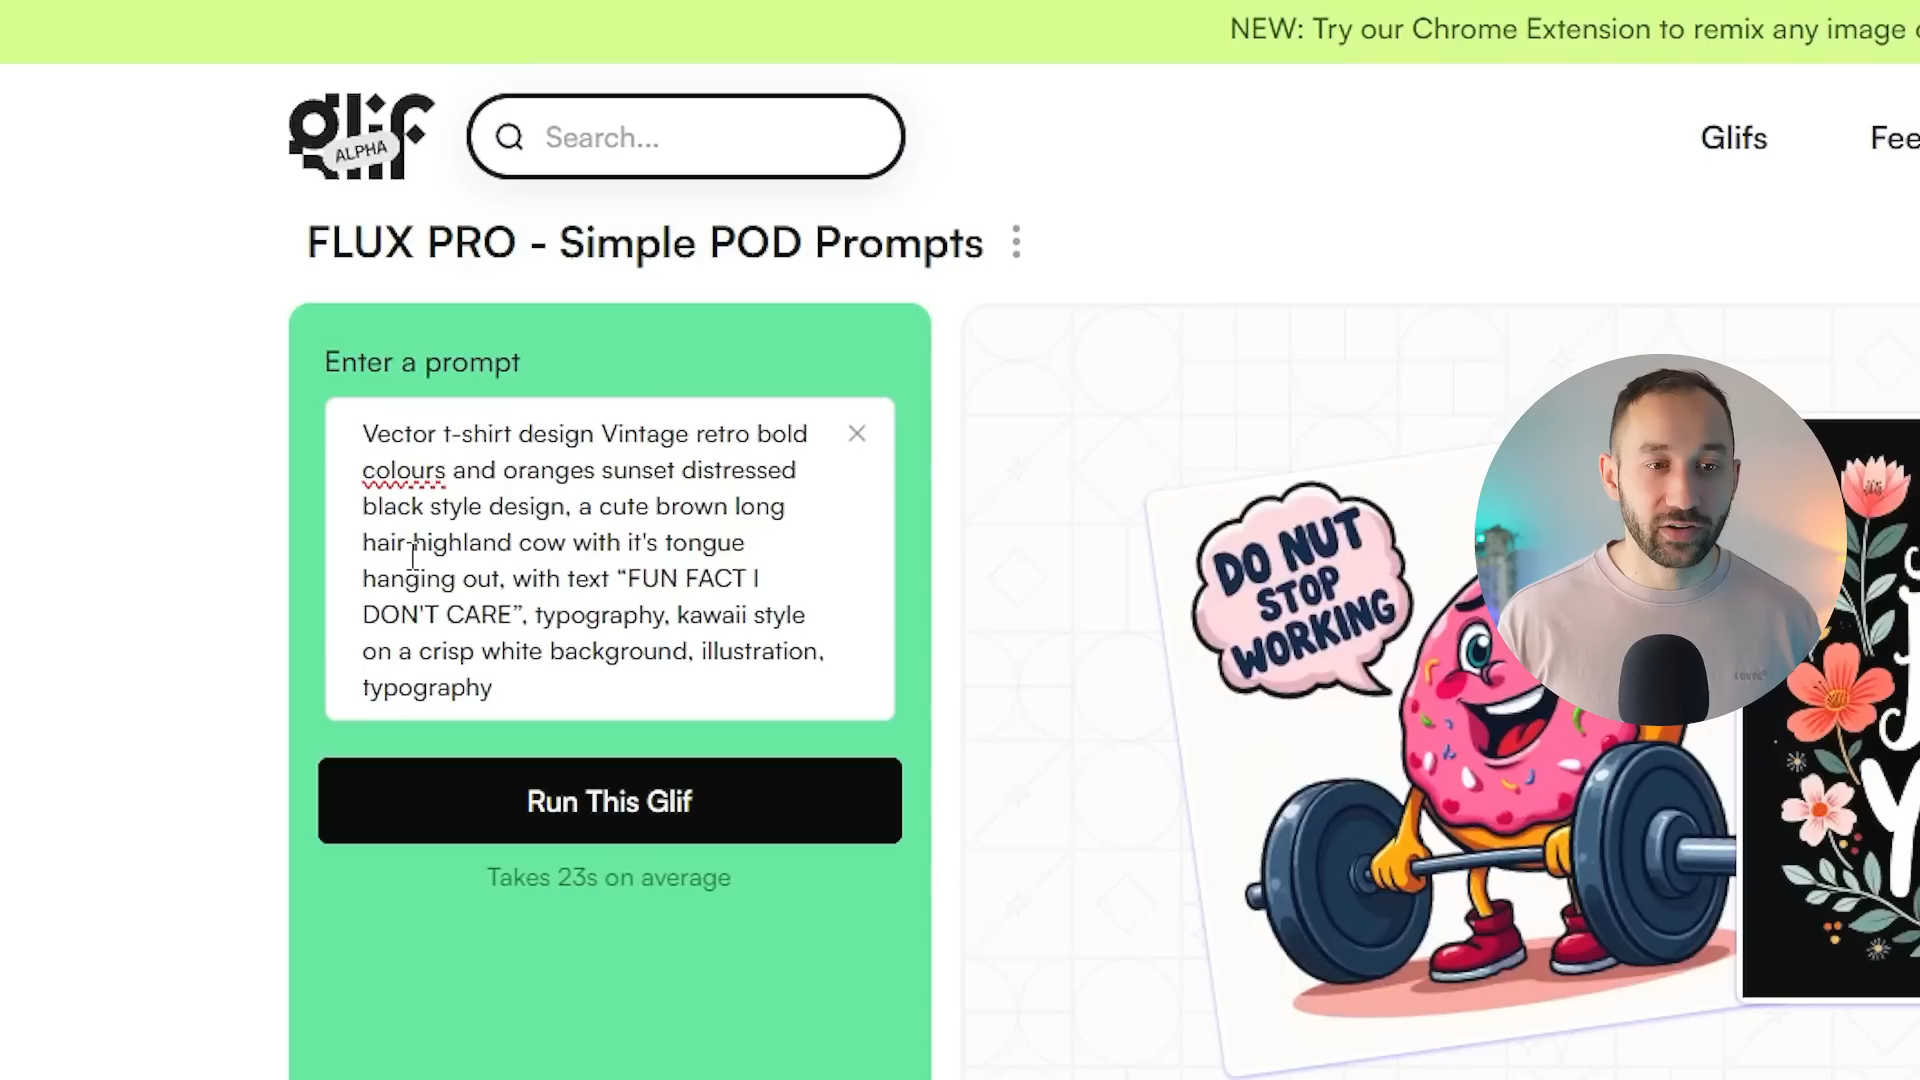 NEW: Try our Chrome Extension to remix any image
glif
ALPHA
Search...
Glifs
Fee
FLUX PRO - Simple POD Prompts
Enter a prompt
Vector t-shirt design Vintage retro bold
colours and oranges sunset distressed
black style design, a cute brown long
hair highland cow with it's tongue
hanging out, with text “FUN FACT I
DON'T CARE”, typography, kawaii style
on a crisp white background, illustration,
typography
Run This Glif
Takes 23s on average
DO NUT
STOP
WORKING